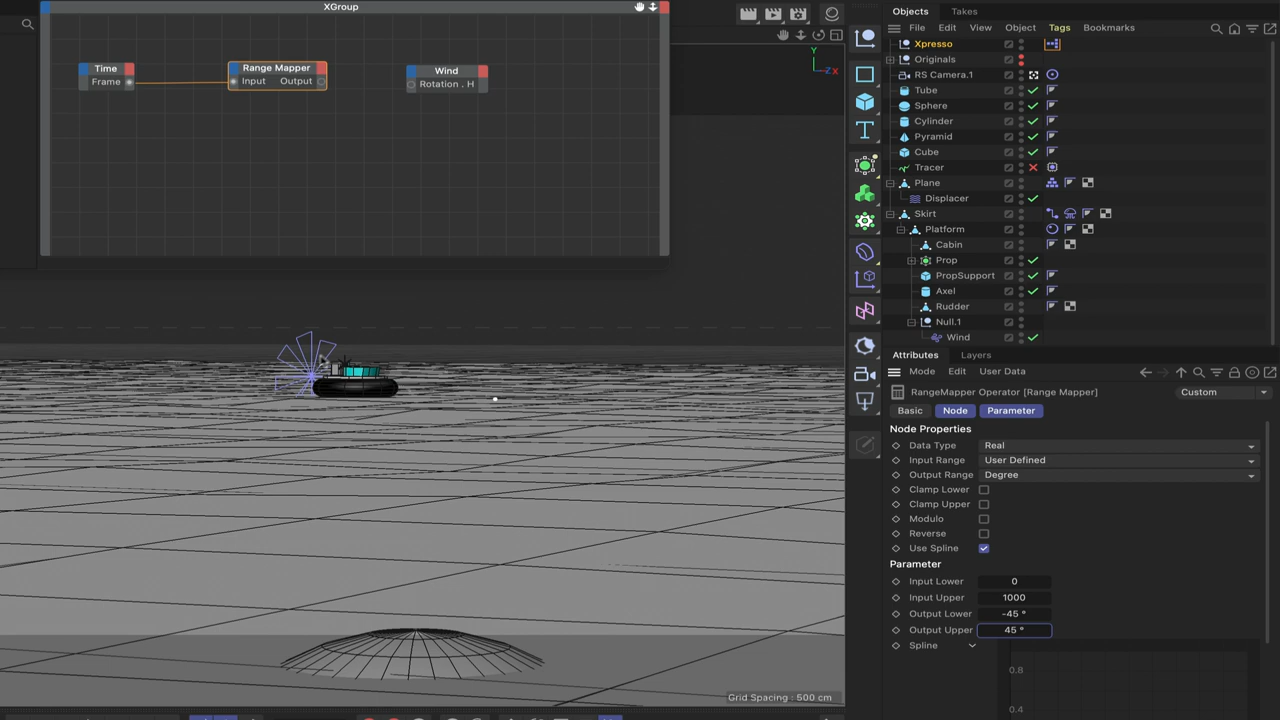 XGroup
Time
Frame
Range Mapper
Input Output
Wind
Rotation . H
Y
Z X
Grid Spacing : 500 cm
Objects Takes
File Edit View Object Tags Bookmarks
Xpresso
Originals
RS Camera.1
Tube
Sphere
Cylinder
Pyramid
Cube
Tracer
Plane
Displacer
Skirt
Platform
Cabin
Prop
PropSupport
Axel
Rudder
Null.1
Wind
Attributes Layers
Mode Edit User Data
RangeMapper Operator [Range Mapper] Custom
Basic Node Parameter
Node Properties
Data Type Real
Input Range User Defined
Output Range Degree
Clamp Lower
Clamp Upper
Modulo
Reverse
Use Spline
Parameter
Input Lower 0
Input Upper 1000
Output Lower -45 °
Output Upper 45 °
Spline
0.8
0.4